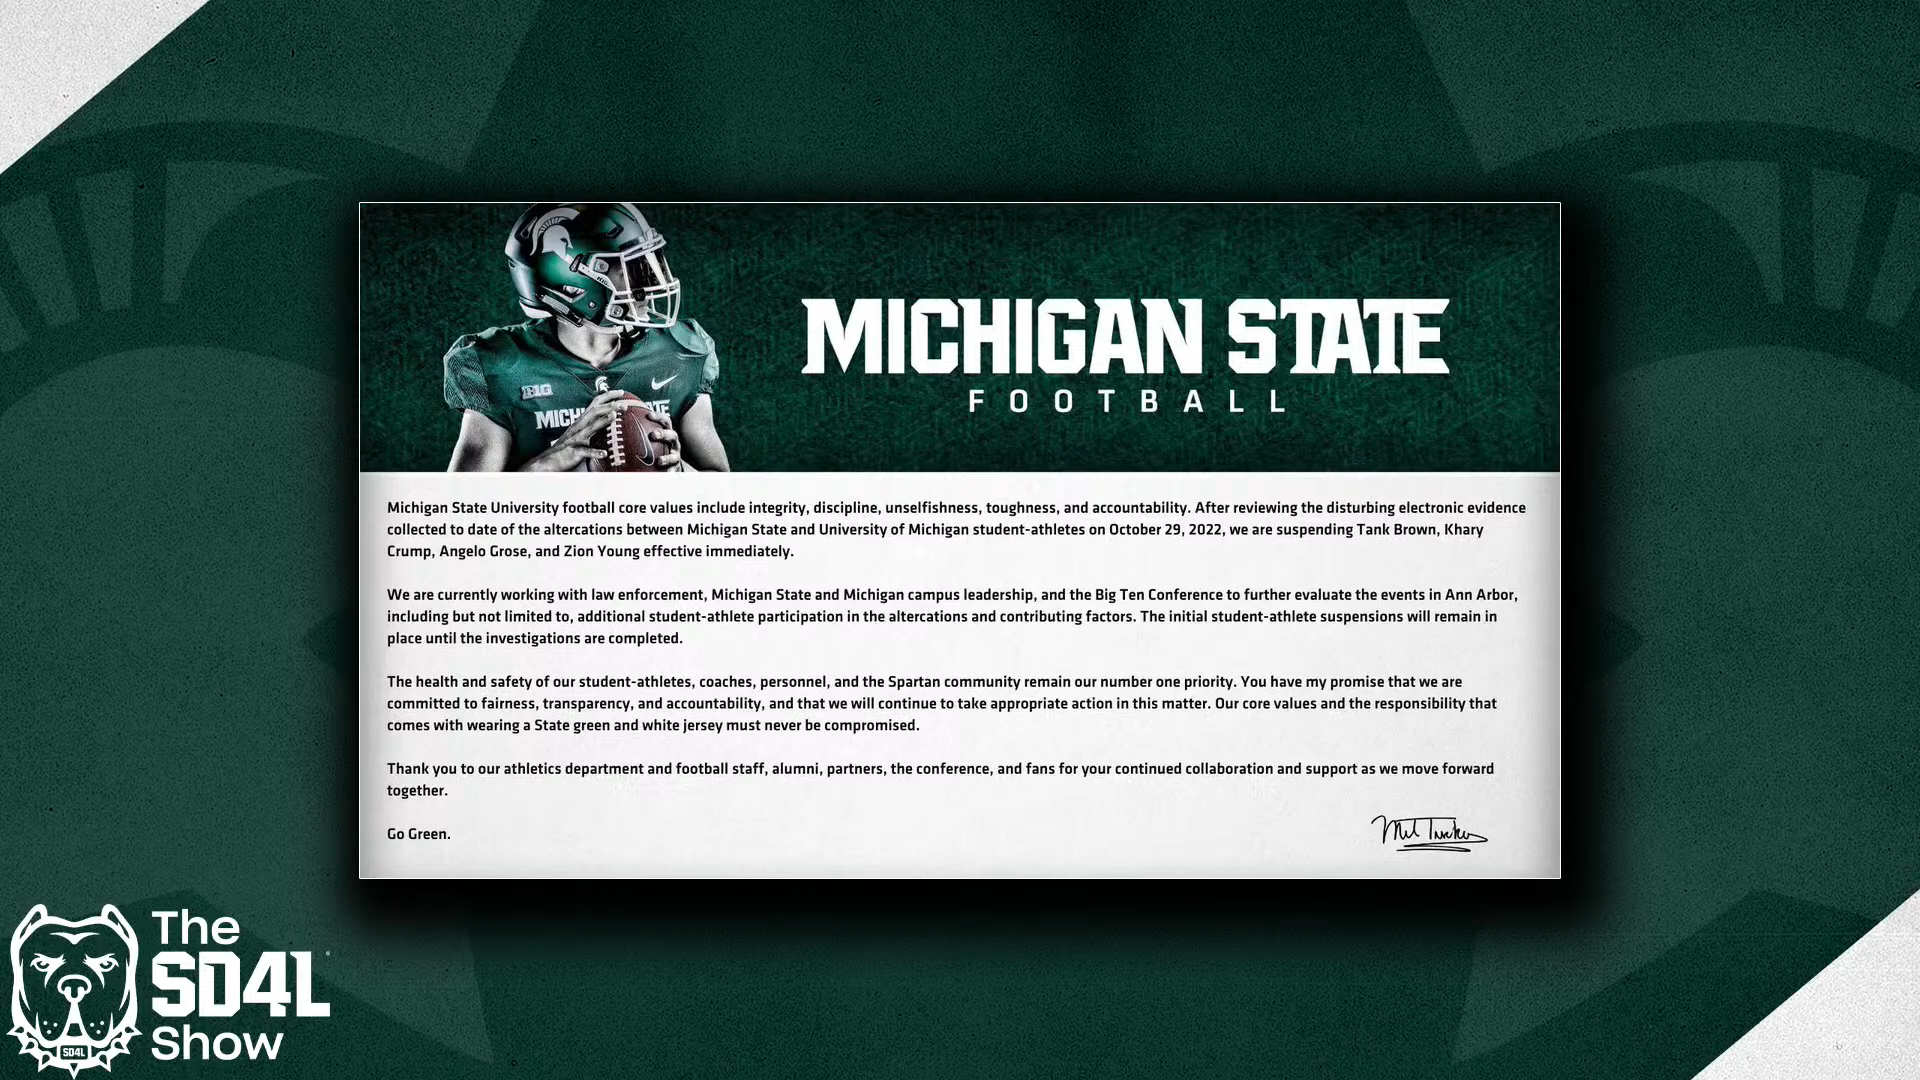 MICHIGAN STATE
FOOTBALL
BIG
Michigan State University football core values include integrity, discipline, unselfishness, toughness, and accountability. After reviewing the disturbing electronic evidence
collected to date of the altercations between Michigan State and University of Michigan student-athletes on October 29, 2022, we are suspending Tank Brown, Khary
Crump, Angelo Grose, and Zion Young effective immediately.
We are currently working with law enforcement, Michigan State and Michigan campus leadership, and the Big Ten Conference to further evaluate the events in Ann Arbor,
including but not limited to, additional student-athlete participation in the altercations and contributing factors. The initial student-athlete suspensions will remain in
place until the investigations are completed.
The health and safety of our student-athletes, coaches, personnel, and the Spartan community remain our number one priority. You have my promise that we are
committed to fairness, transparency, and accountability, and that we will continue to take appropriate action in this matter. Our core values and the responsibility that
comes with wearing a State green and white jersey must never be compromised.
Thank you to our athletics department and football staff, alumni, partners, the conference, and fans for your continued collaboration and support as we move forward
together.
Go Green.
Mel Tucker
The
SD4L
Show
SD4L